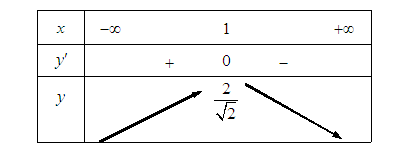 x −∞ 1 +∞
y′ + 0 −
y 2/√2